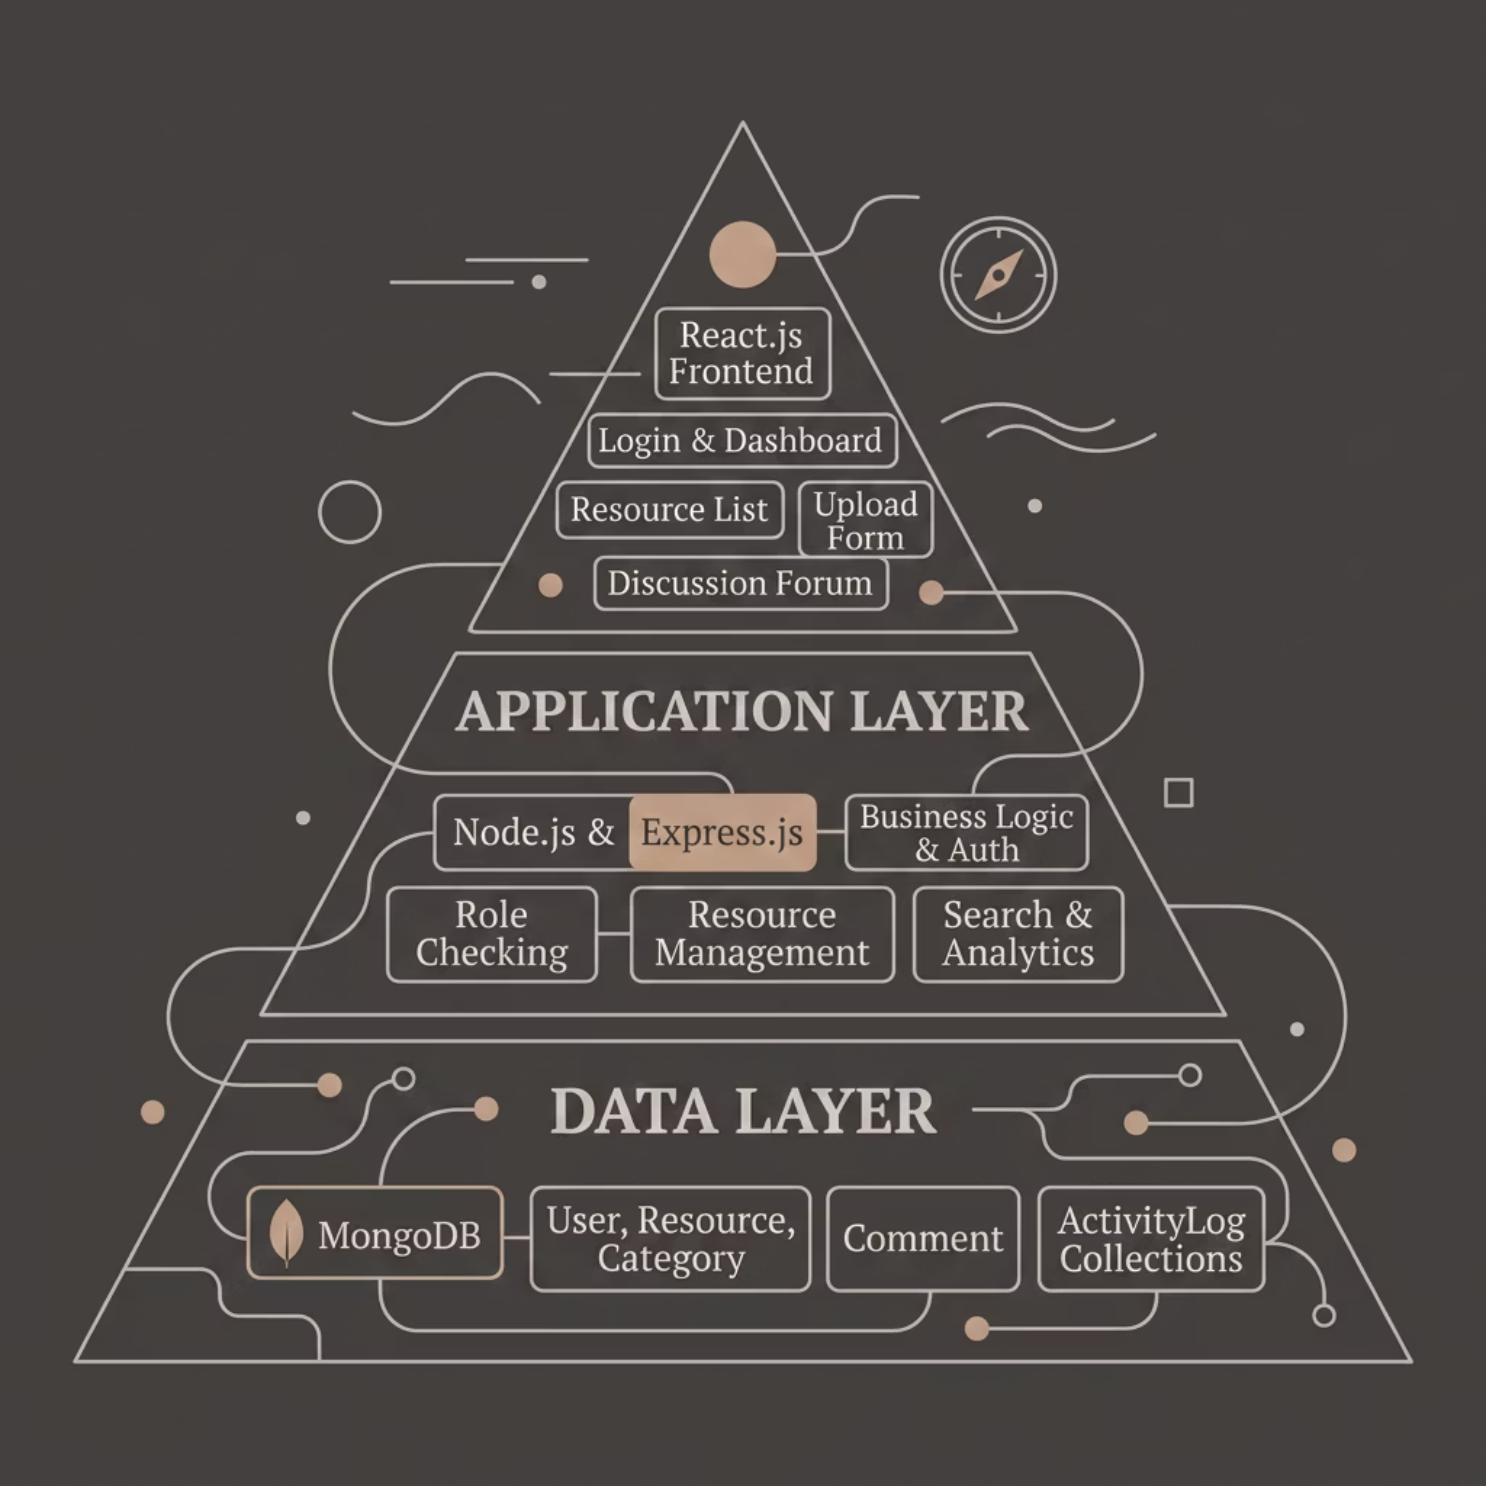 React.js
Frontend
Login & Dashboard
Resource List
Upload
Form
Discussion Forum
APPLICATION LAYER
Node.js & Express.js
Business Logic
& Auth
Role
Checking
Resource
Management
Search &
Analytics
DATA LAYER
MongoDB
User, Resource,
Category
Comment
ActivityLog
Collections